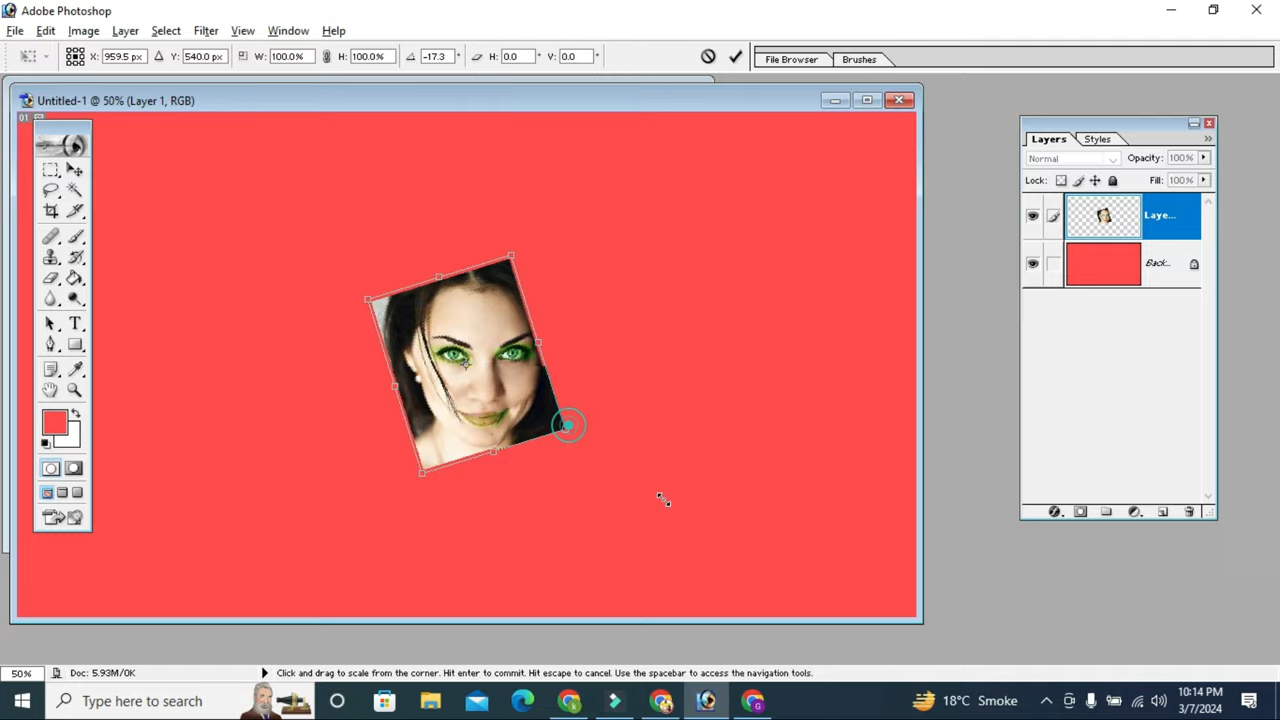 Adobe Photoshop
File Edit Image Layer Select Filter View Window Help
X: 959.5 px Y: 540.0 px W: 100.0% H: 100.0% -17.3 ° H: 0.0 ° V: 0.0 °
File Browser Brushes
Untitled-1 @ 50% (Layer 1, RGB)
01
Layers Styles
Normal Opacity: 100%
Lock: Fill: 100%
Laye...
Back...
T
50% Doc: 5.93M/0K Click and drag to scale from the corner. Hit enter to commit. Hit escape to cancel. Use the spacebar to access the navigation tools.
Type here to search
G
18°C Smoke
10:14 PM
3/7/2024